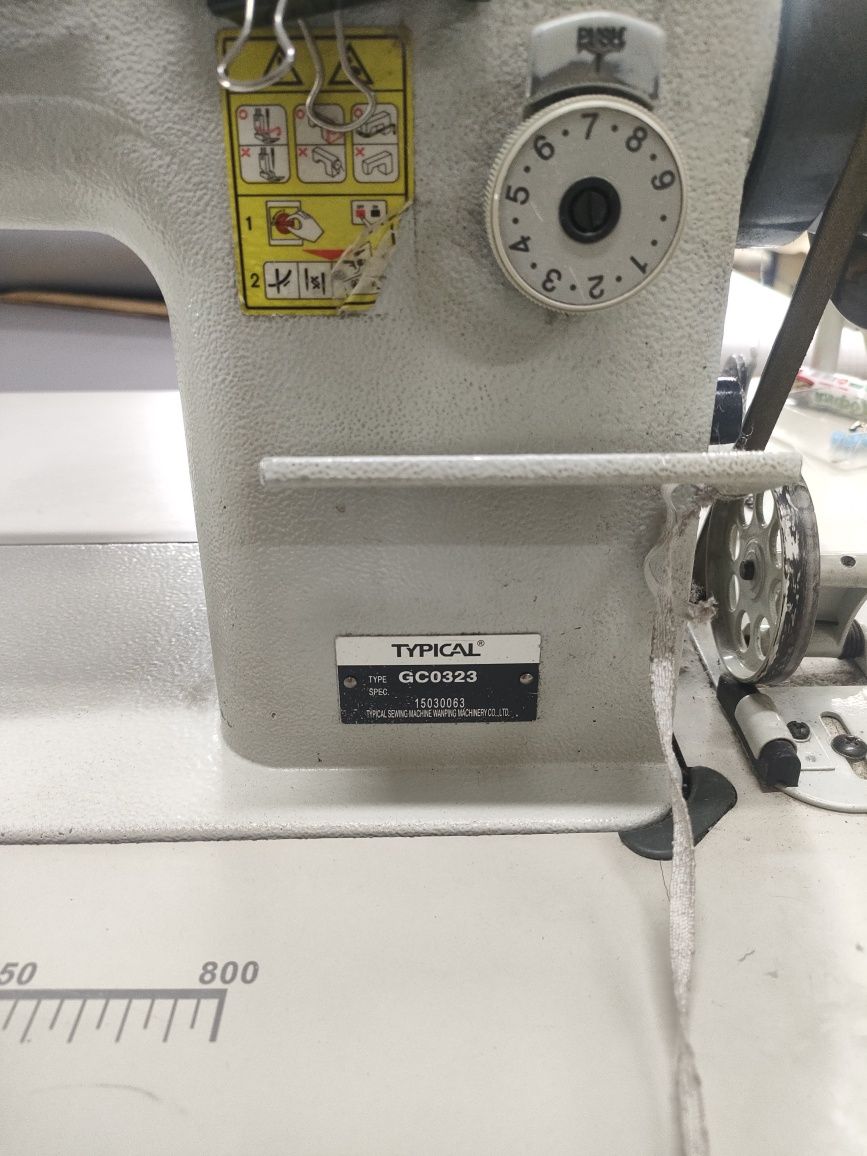 PUSH
1 2 3 4 5 6 7 8 9
1
2
TYPICAL®
TYPE GC0323
SPEC.
15030063
TYPICAL SEWING MACHINE WANPING MACHINERY CO., LTD.
50 800